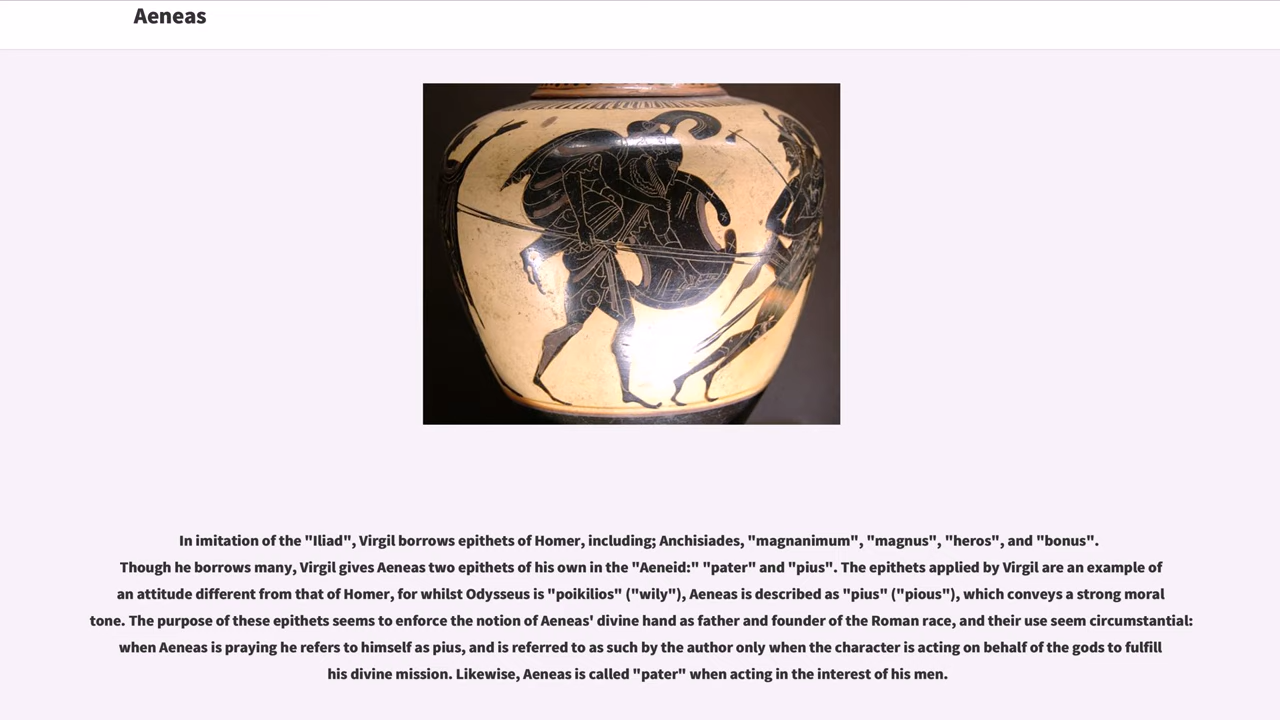 Aeneas
In imitation of the "Iliad", Virgil borrows epithets of Homer, including; Anchisiades, "magnanimum", "magnus", "heros", and "bonus".
Though he borrows many, Virgil gives Aeneas two epithets of his own in the "Aeneid:" "pater" and "pius". The epithets applied by Virgil are an example of
an attitude different from that of Homer, for whilst Odysseus is "poikilios" ("wily"), Aeneas is described as "pius" ("pious"), which conveys a strong moral
tone. The purpose of these epithets seems to enforce the notion of Aeneas' divine hand as father and founder of the Roman race, and their use seem circumstantial:
when Aeneas is praying he refers to himself as pius, and is referred to as such by the author only when the character is acting on behalf of the gods to fulfill
his divine mission. Likewise, Aeneas is called "pater" when acting in the interest of his men.